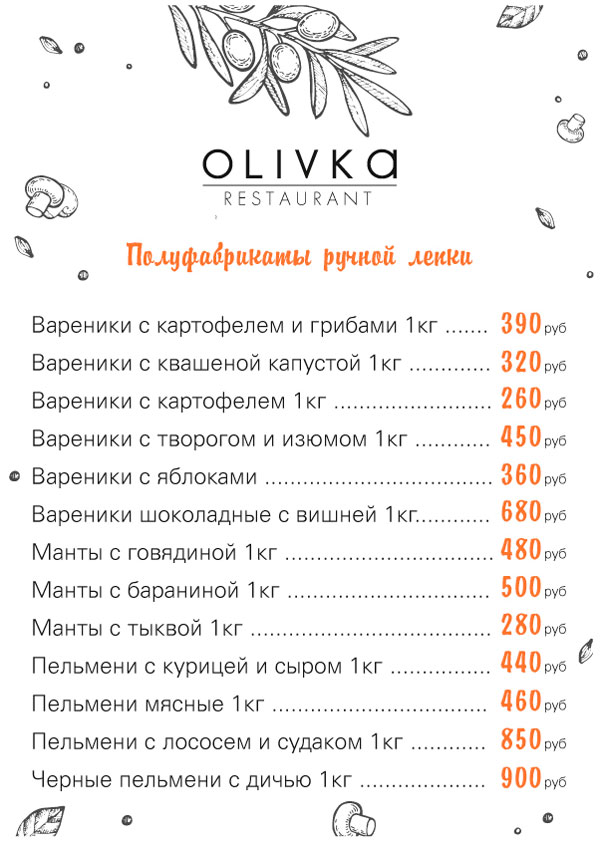 OLIVKA
RESTAURANT
Полуфабрикаты ручной лепки
Вареники с картофелем и грибами 1кг ....... 390 руб
Вареники с квашеной капустой 1кг ............. 320 руб
Вареники с картофелем 1кг ......................... 260 руб
Вареники с творогом и изюмом 1кг ............ 450 руб
Вареники с яблоками .................................... 360 руб
Вареники шоколадные с вишней 1кг............ 680 руб
Манты с говядиной 1кг ................................. 480 руб
Манты с бараниной 1кг ................................ 500 руб
Манты с тыквой 1кг ...................................... 280 руб
Пельмени с курицей и сыром 1кг ................ 440 руб
Пельмени мясные 1кг .................................. 460 руб
Пельмени с лососем и судаком 1кг ............ 850 руб
Черные пельмени с дичью 1кг .................... 900 руб